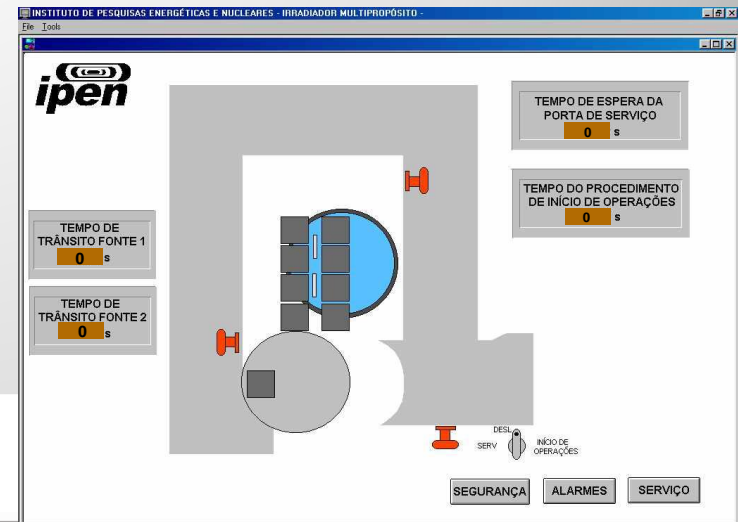 INSTITUTO DE PESQUISAS ENERGÉTICAS E NUCLEARES - IRRADIADOR MULTIPROPÓSITO -
File Tools
ipen
TEMPO DE ESPERA DA
PORTA DE SERVIÇO
0 s
TEMPO DO PROCEDIMENTO
DE INÍCIO DE OPERAÇÕES
0 s
TEMPO DE
TRÂNSITO FONTE 1
0 s
TEMPO DE
TRÂNSITO FONTE 2
0 s
DESL
SERV
INÍCIO DE
OPERAÇÕES
SEGURANÇA
ALARMES
SERVIÇO